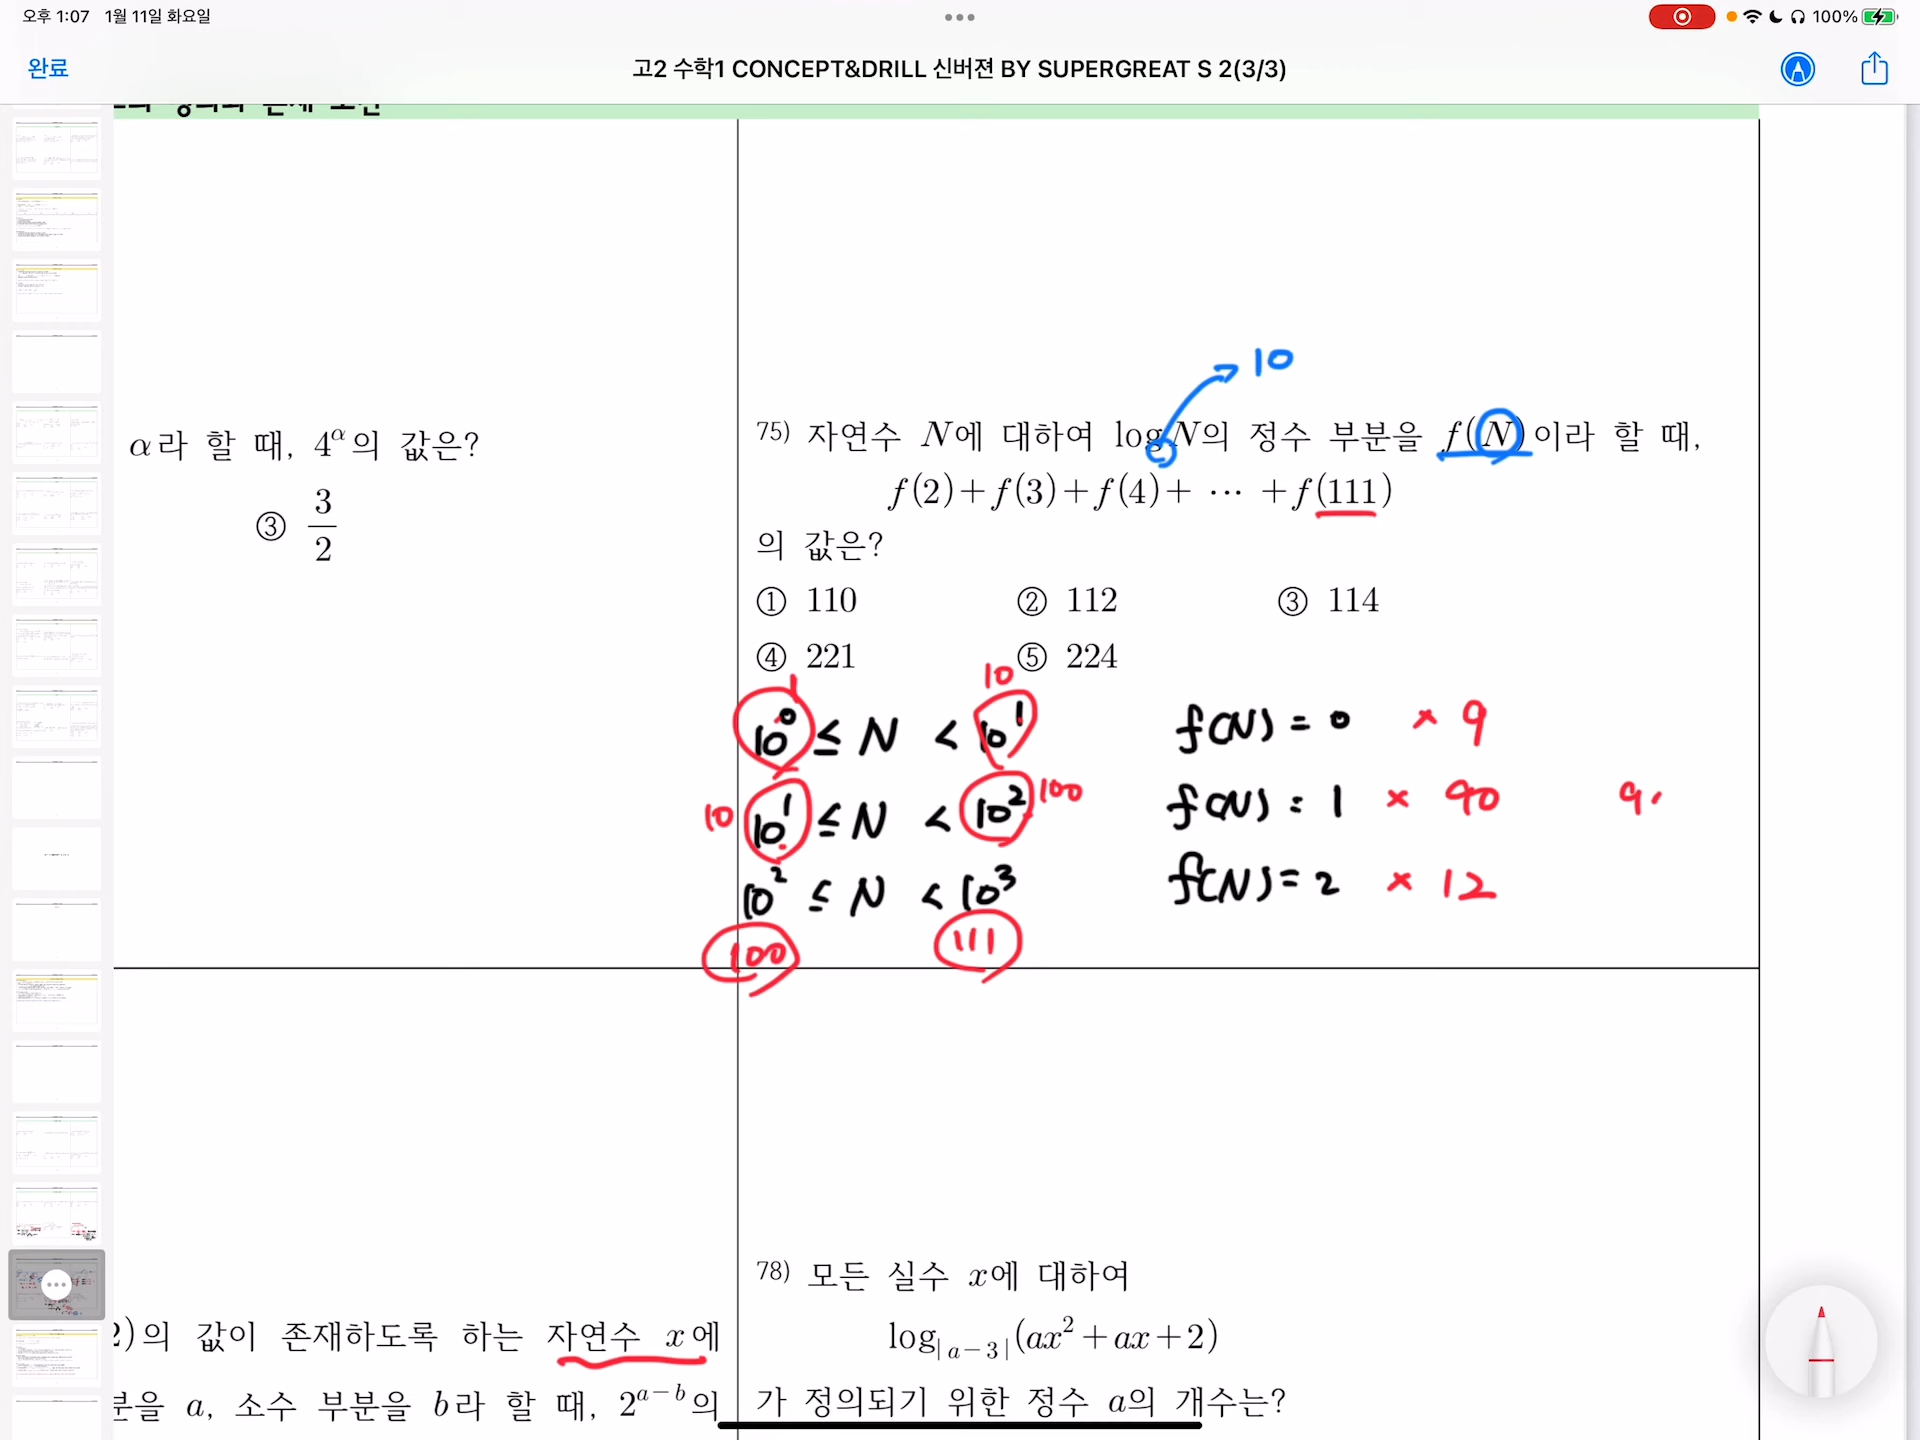 오후 1:07 1월 11일 화요일
100%
완료
고2 수학1 CONCEPT&DRILL 신버젼 BY SUPERGREAT S 2(3/3)
α라 할 때, 4^α의 값은?
③ 3/2
10
75) 자연수 N에 대하여 log N의 정수 부분을 f(N)이라 할 때,
f(2)+f(3)+f(4)+ ··· +f(111)
의 값은?
① 110 ② 112 ③ 114
④ 221 ⑤ 224
1 10
10^0 ≤ N < 10^1 f(N) = 0 × 9
10 10^1 ≤ N < 10^2 100 f(N) = 1 × 90 9
10^2 ≤ N < 10^3 f(N) = 2 × 12
100 111
2)의 값이 존재하도록 하는 자연수 x에
분을 a, 소수 부분을 b라 할 때, 2^{a-b}의
78) 모든 실수 x에 대하여
log_{|a-3|}(ax^2+ax+2)
가 정의되기 위한 정수 a의 개수는?